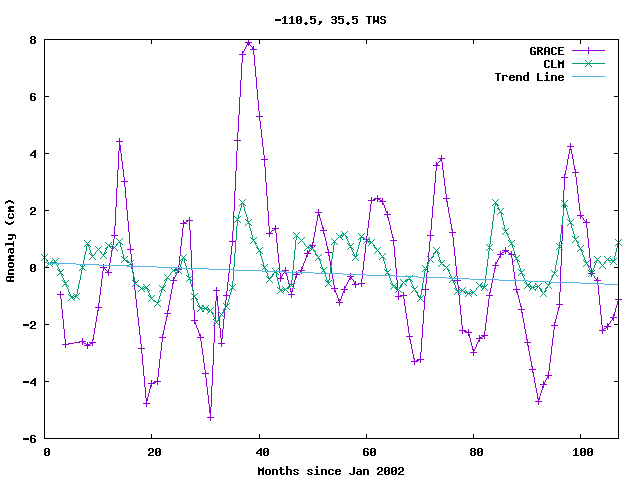 -110.5, 35.5 TWS
GRACE
CLM
Trend Line
8
6
4
2
0
-2
-4
-6
Anomaly (cm)
0 20 40 60 80 100
Months since Jan 2002